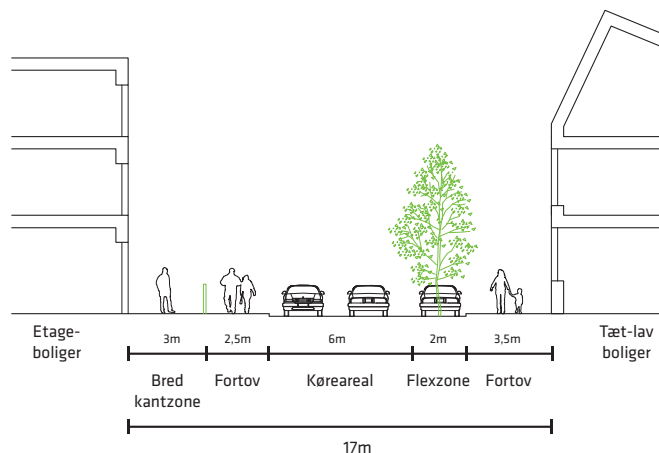 Etage-
boliger
3m
2,5m
6m
2m
3,5m
Tæt-lav
boliger
Bred
kantzone
Fortov
Køreareal
Flexzone
Fortov
17m